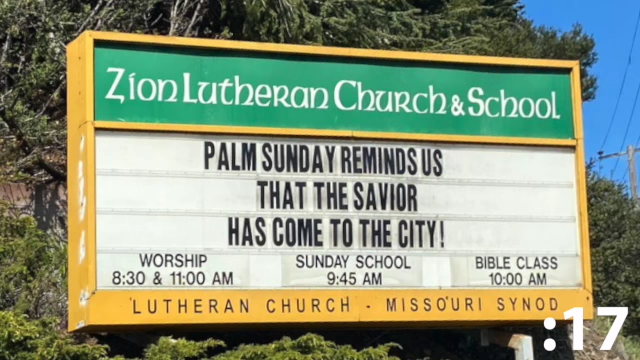 Zion Lutheran Church & School
PALM SUNDAY REMINDS US
THAT THE SAVIOR
HAS COME TO THE CITY!
WORSHIP
8:30 & 11:00 AM
SUNDAY SCHOOL
9:45 AM
BIBLE CLASS
10:00 AM
LUTHERAN CHURCH - MISSOURI SYNOD
:17